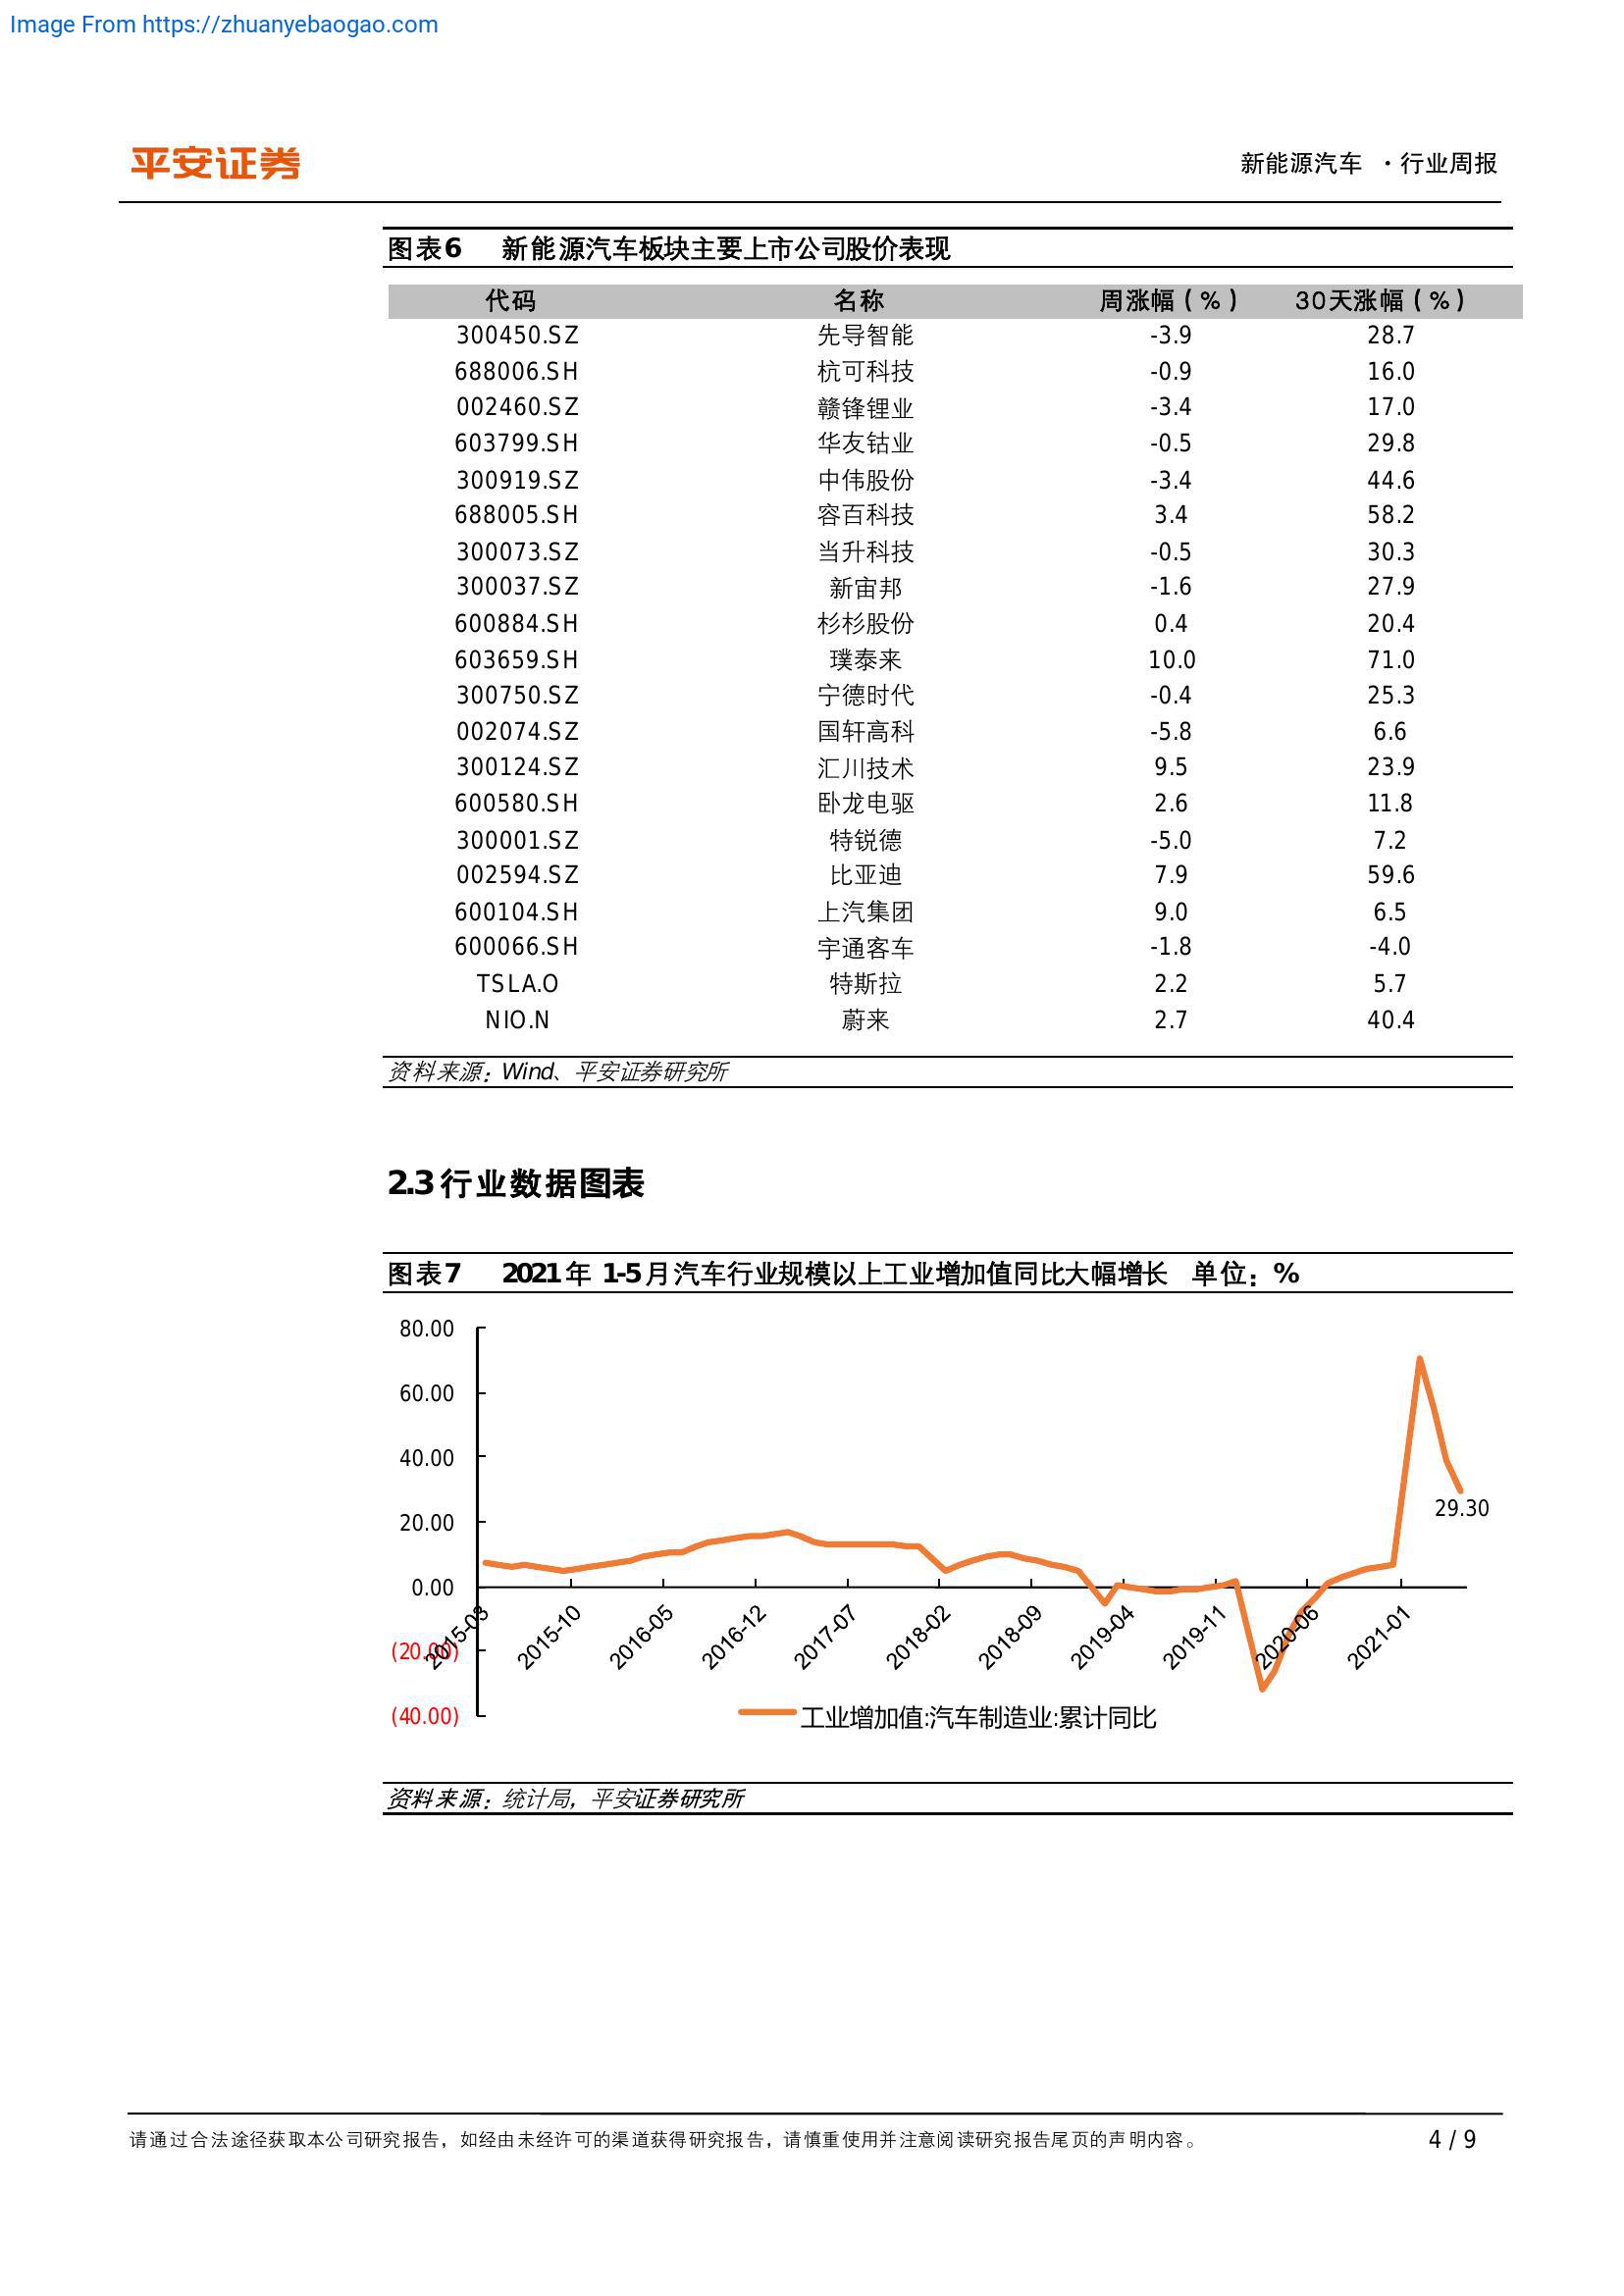 Image From https://zhuanyebaogao.com
平安证券
新能源汽车 ·行业周报
图表6 新能源汽车板块主要上市公司股价表现
代码 名称 周涨幅(%) 30天涨幅(%)
300450.SZ 先导智能 -3.9 28.7
688006.SH 杭可科技 -0.9 16.0
002460.SZ 赣锋锂业 -3.4 17.0
603799.SH 华友钴业 -0.5 29.8
300919.SZ 中伟股份 -3.4 44.6
688005.SH 容百科技 3.4 58.2
300073.SZ 当升科技 -0.5 30.3
300037.SZ 新宙邦 -1.6 27.9
600884.SH 杉杉股份 0.4 20.4
603659.SH 璞泰来 10.0 71.0
300750.SZ 宁德时代 -0.4 25.3
002074.SZ 国轩高科 -5.8 6.6
300124.SZ 汇川技术 9.5 23.9
600580.SH 卧龙电驱 2.6 11.8
300001.SZ 特锐德 -5.0 7.2
002594.SZ 比亚迪 7.9 59.6
600104.SH 上汽集团 9.0 6.5
600066.SH 宇通客车 -1.8 -4.0
TSLA.O 特斯拉 2.2 5.7
NIO.N 蔚来 2.7 40.4
资料来源：Wind、平安证券研究所
2.3 行业数据图表
图表7 2021年 1-5月汽车行业规模以上工业增加值同比大幅增长 单位：%
80.00
60.00
40.00
20.00
29.30
0.00
(20.00)
(40.00)
2015-03 2015-10 2016-05 2016-12 2017-07 2018-02 2018-09 2019-04 2019-11 2020-06 2021-01
工业增加值:汽车制造业:累计同比
资料来源：统计局，平安证券研究所
请通过合法途径获取本公司研究报告，如经由未经许可的渠道获得研究报告，请慎重使用并注意阅读研究报告尾页的声明内容。
4 / 9